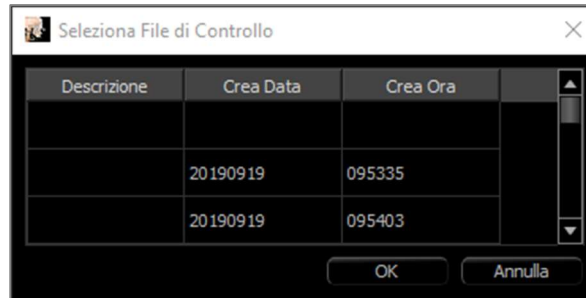 Seleziona File di Controllo
Descrizione Crea Data Crea Ora
20190919 095335
20190919 095403
OK Annulla